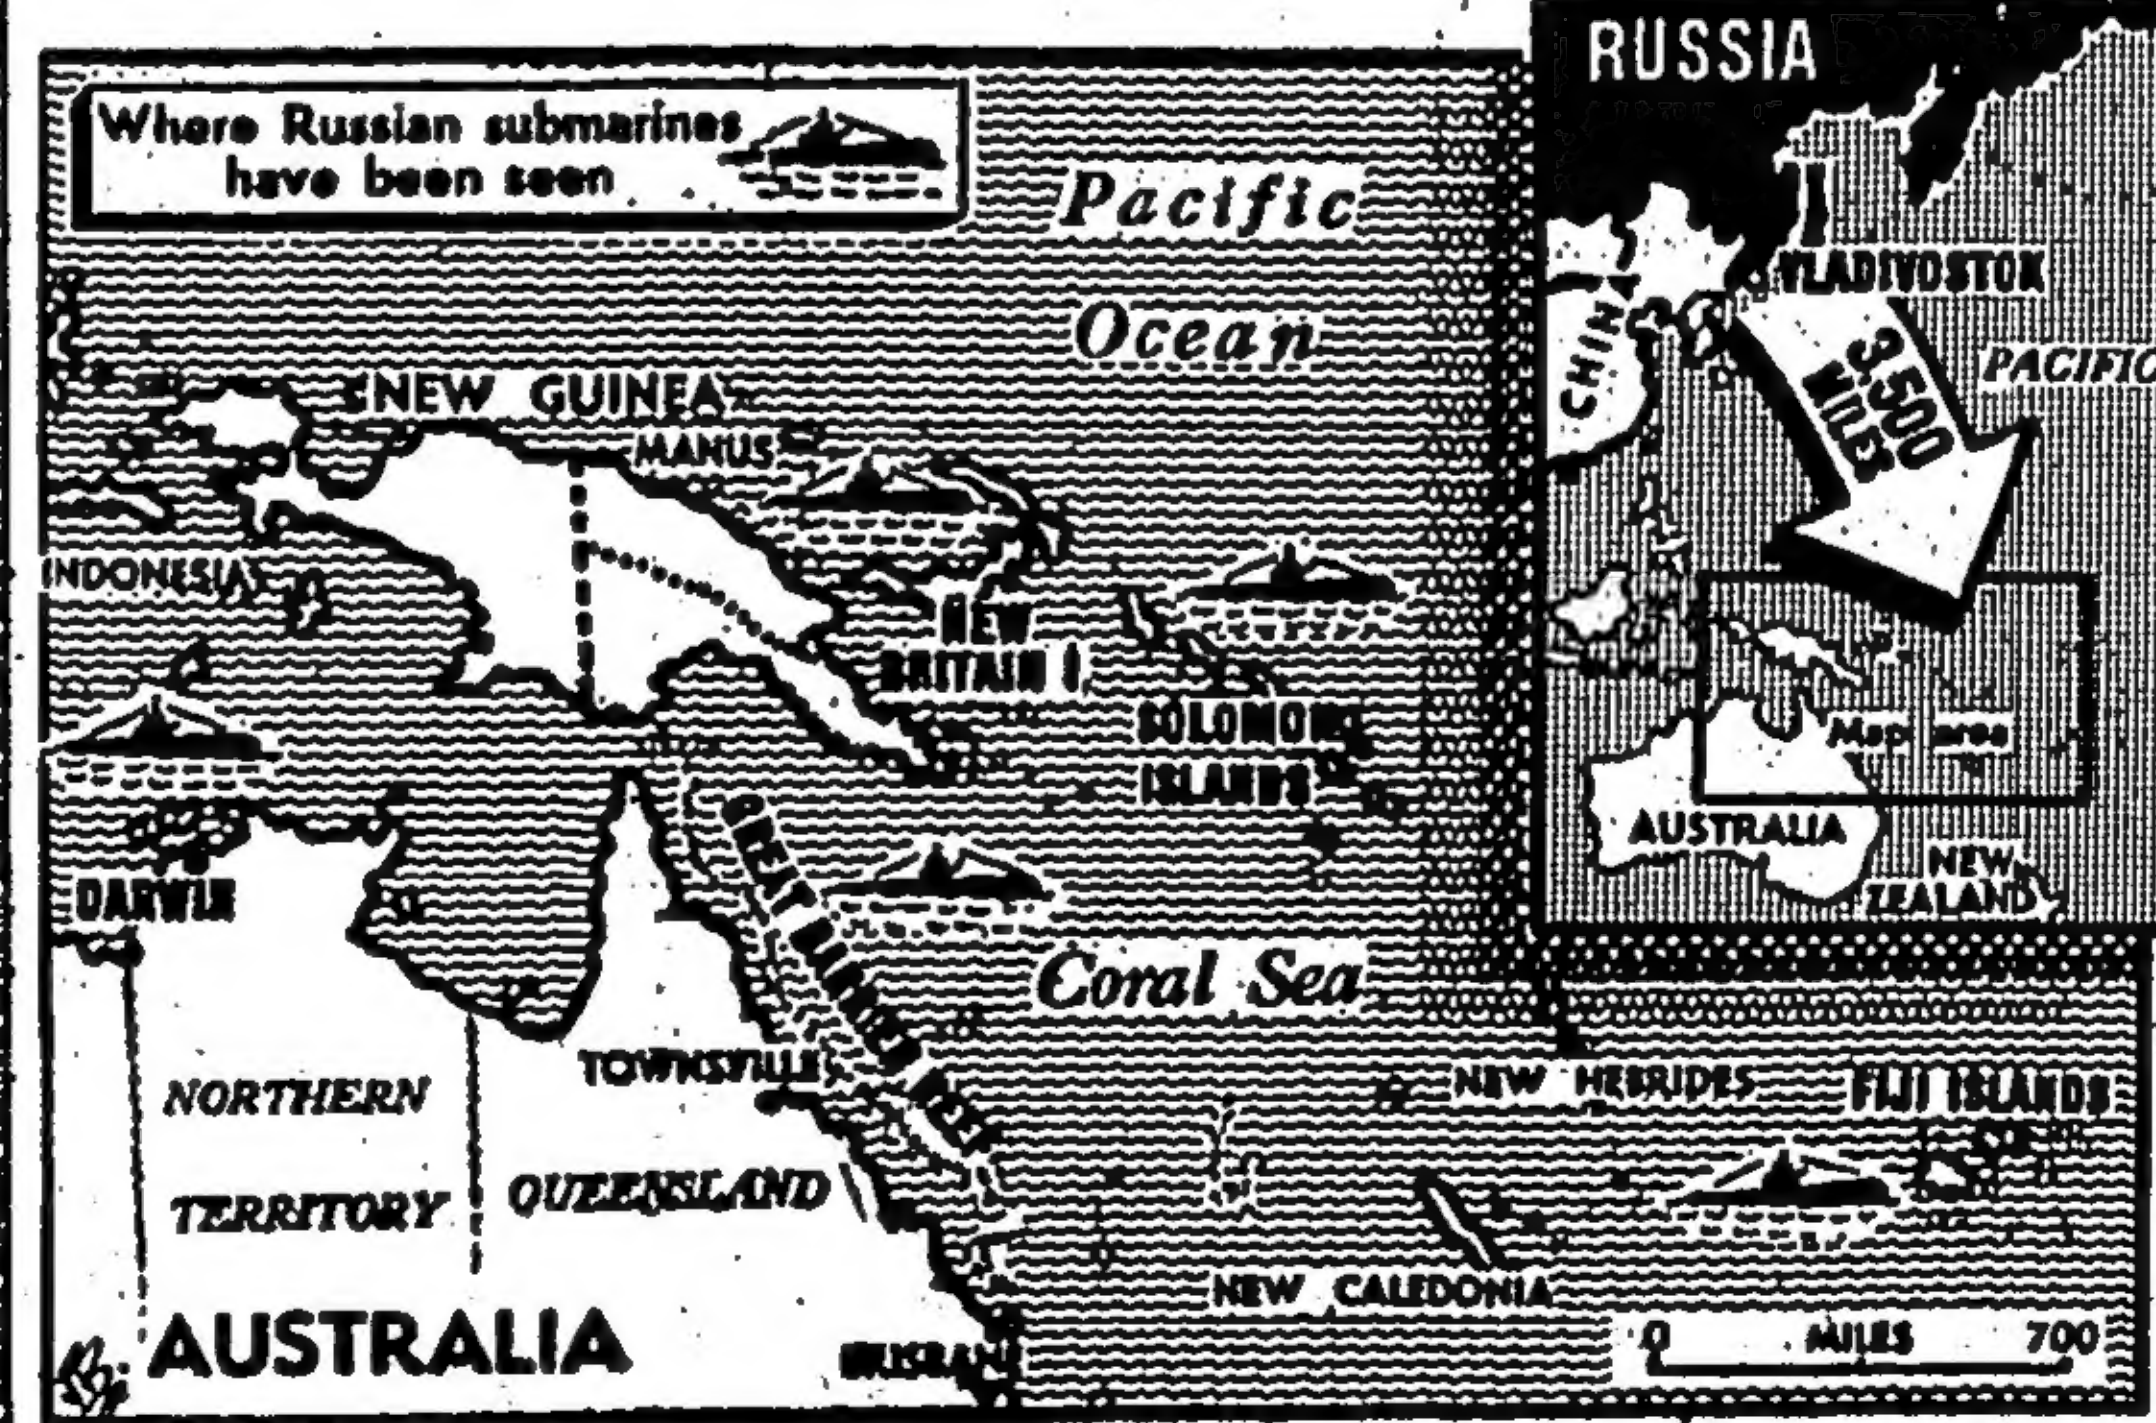 Where Russian submarines
have been seen
Pacific
Ocean
NEW GUINEA
MANUS
INDONESIA
NEW
BRITAIN I.
SOLOMON
ISLANDS
DARWIN
GREAT BARRIER REEF
Coral Sea
TOWNSVILLE
NORTHERN
TERRITORY
QUEENSLAND
AUSTRALIA
NEW HEBRIDES
FIJI ISLANDS
NEW CALEDONIA
0 MILES 700
RUSSIA
VLADIVOSTOK
CHINA
3,500
MILES
PACIFIC
Map area
AUSTRALIA
NEW
ZEALAND